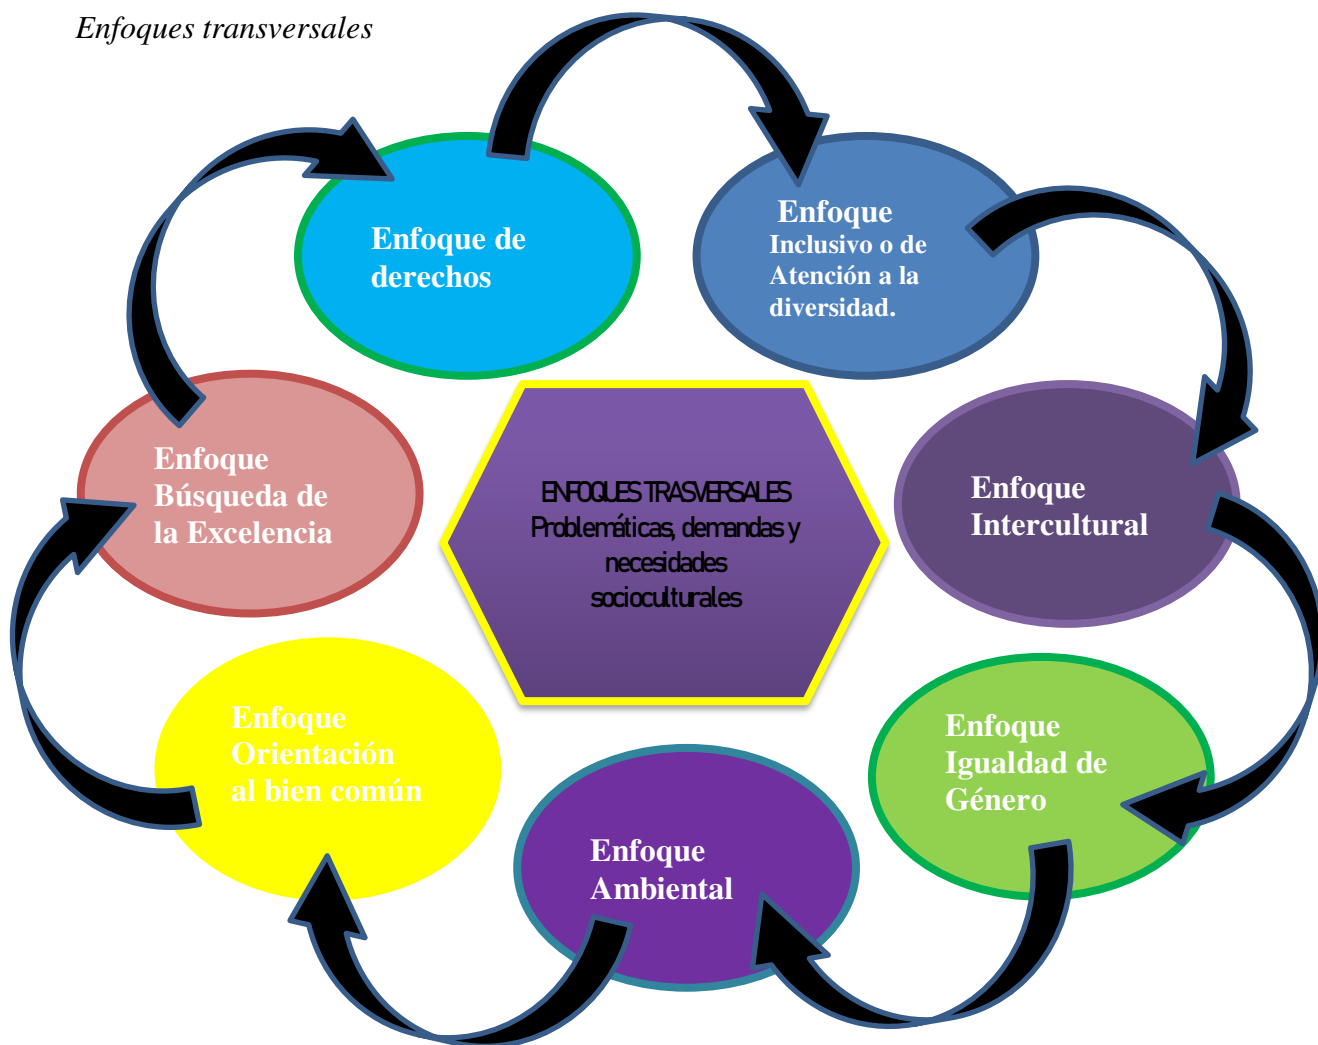 Enfoques transversales
Enfoque de
derechos
Enfoque
Inclusivo o de
Atención a la
diversidad.
Enfoque
Intercultural
Enfoque
Igualdad de
Género
Enfoque
Ambiental
Enfoque
Orientación
al bien común
Enfoque
Búsqueda de
la Excelencia
ENFOQUES TRASVERSALES
Problemáticas, demandas y
necesidades
socioculturales